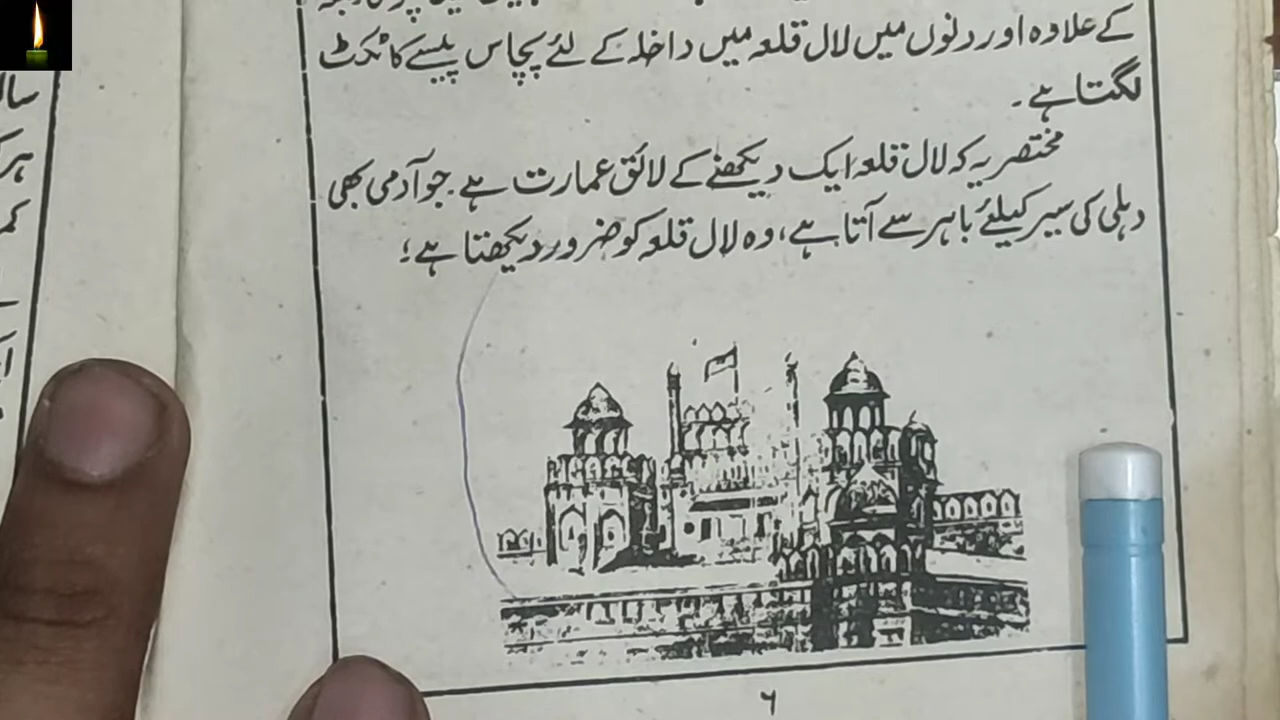 کے علاوہ اور دنوں میں لال قلعہ میں داخلہ کے لئے پچاس پیسے کا ٹکٹ
لگتا ہے۔
مختصر یہ کہ لال قلعہ ایک دیکھنے کے لائق عمارت ہے۔ جو آدمی بھی
دہلی کی سیر کیلئے باہر سے آتا ہے، وہ لال قلعہ کو ضرور دیکھتا ہے؛
۶